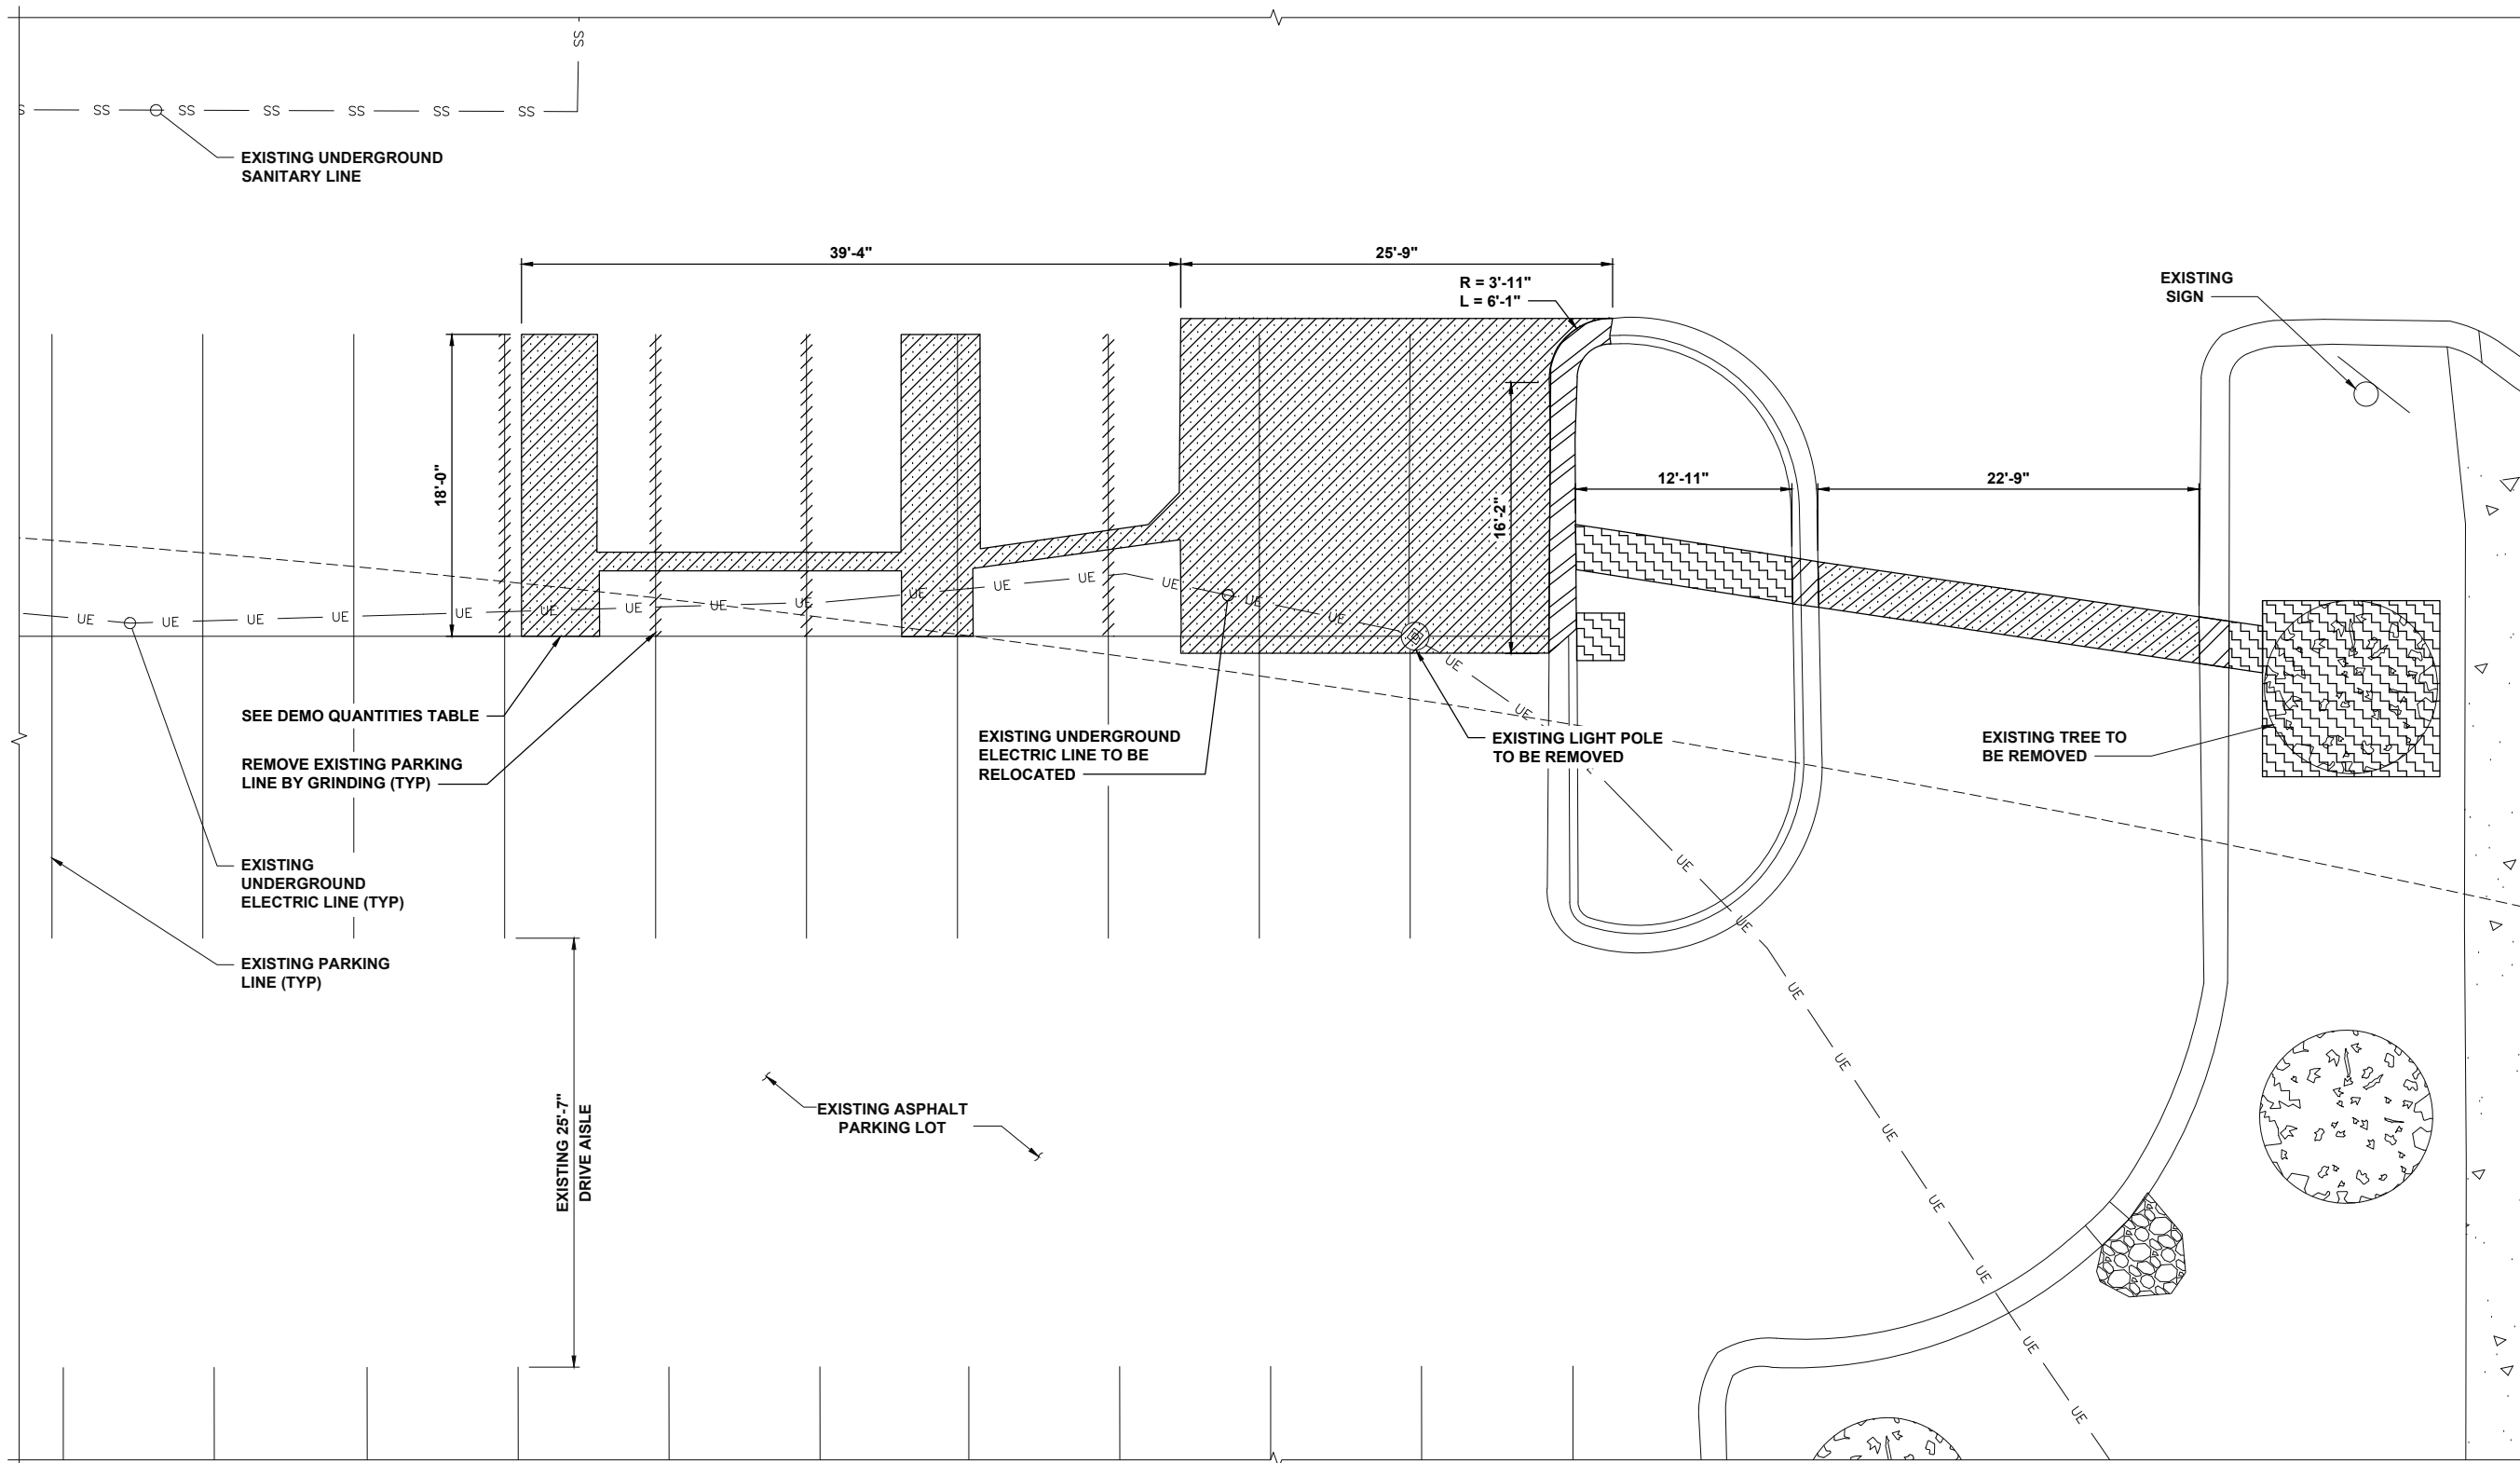 SS
S SS SS SS SS SS SS
EXISTING UNDERGROUND
SANITARY LINE
39'-4"
25'-9"
R = 3'-11"
L = 6'-1"
EXISTING
SIGN
18'-0"
16'-2"
12'-11"
22'-9"
UE UE UE UE UE UE UE UE UE UE UE UE UE UE UE
UE
UE
UE
SEE DEMO QUANTITIES TABLE
REMOVE EXISTING PARKING
LINE BY GRINDING (TYP)
EXISTING UNDERGROUND
ELECTRIC LINE TO BE
RELOCATED
EXISTING LIGHT POLE
TO BE REMOVED
EXISTING TREE TO
BE REMOVED
UE
EXISTING
UNDERGROUND
ELECTRIC LINE (TYP)
UE
EXISTING PARKING
LINE (TYP)
UE
UE
EXISTING 25'-7"
DRIVE AISLE
EXISTING ASPHALT
PARKING LOT
UE
UE
UE
UE
UE